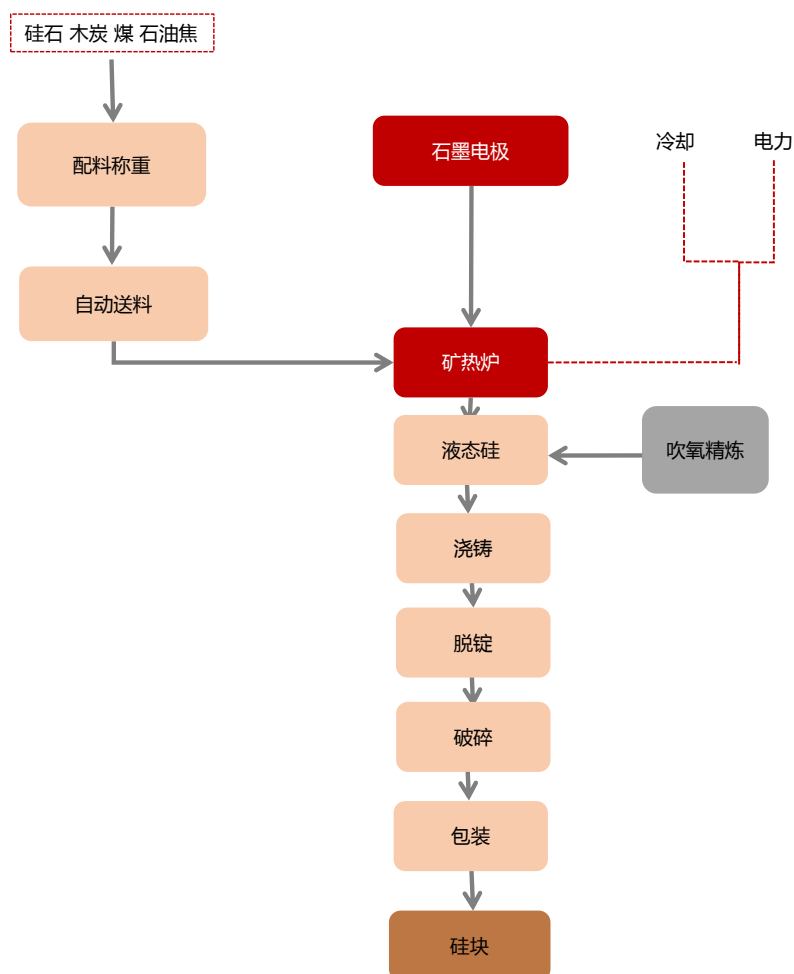 硅石 木炭 煤 石油焦
配料称重
石墨电极
冷却
电力
自动送料
矿热炉
液态硅
吹氧精炼
浇铸
脱锭
破碎
包装
硅块